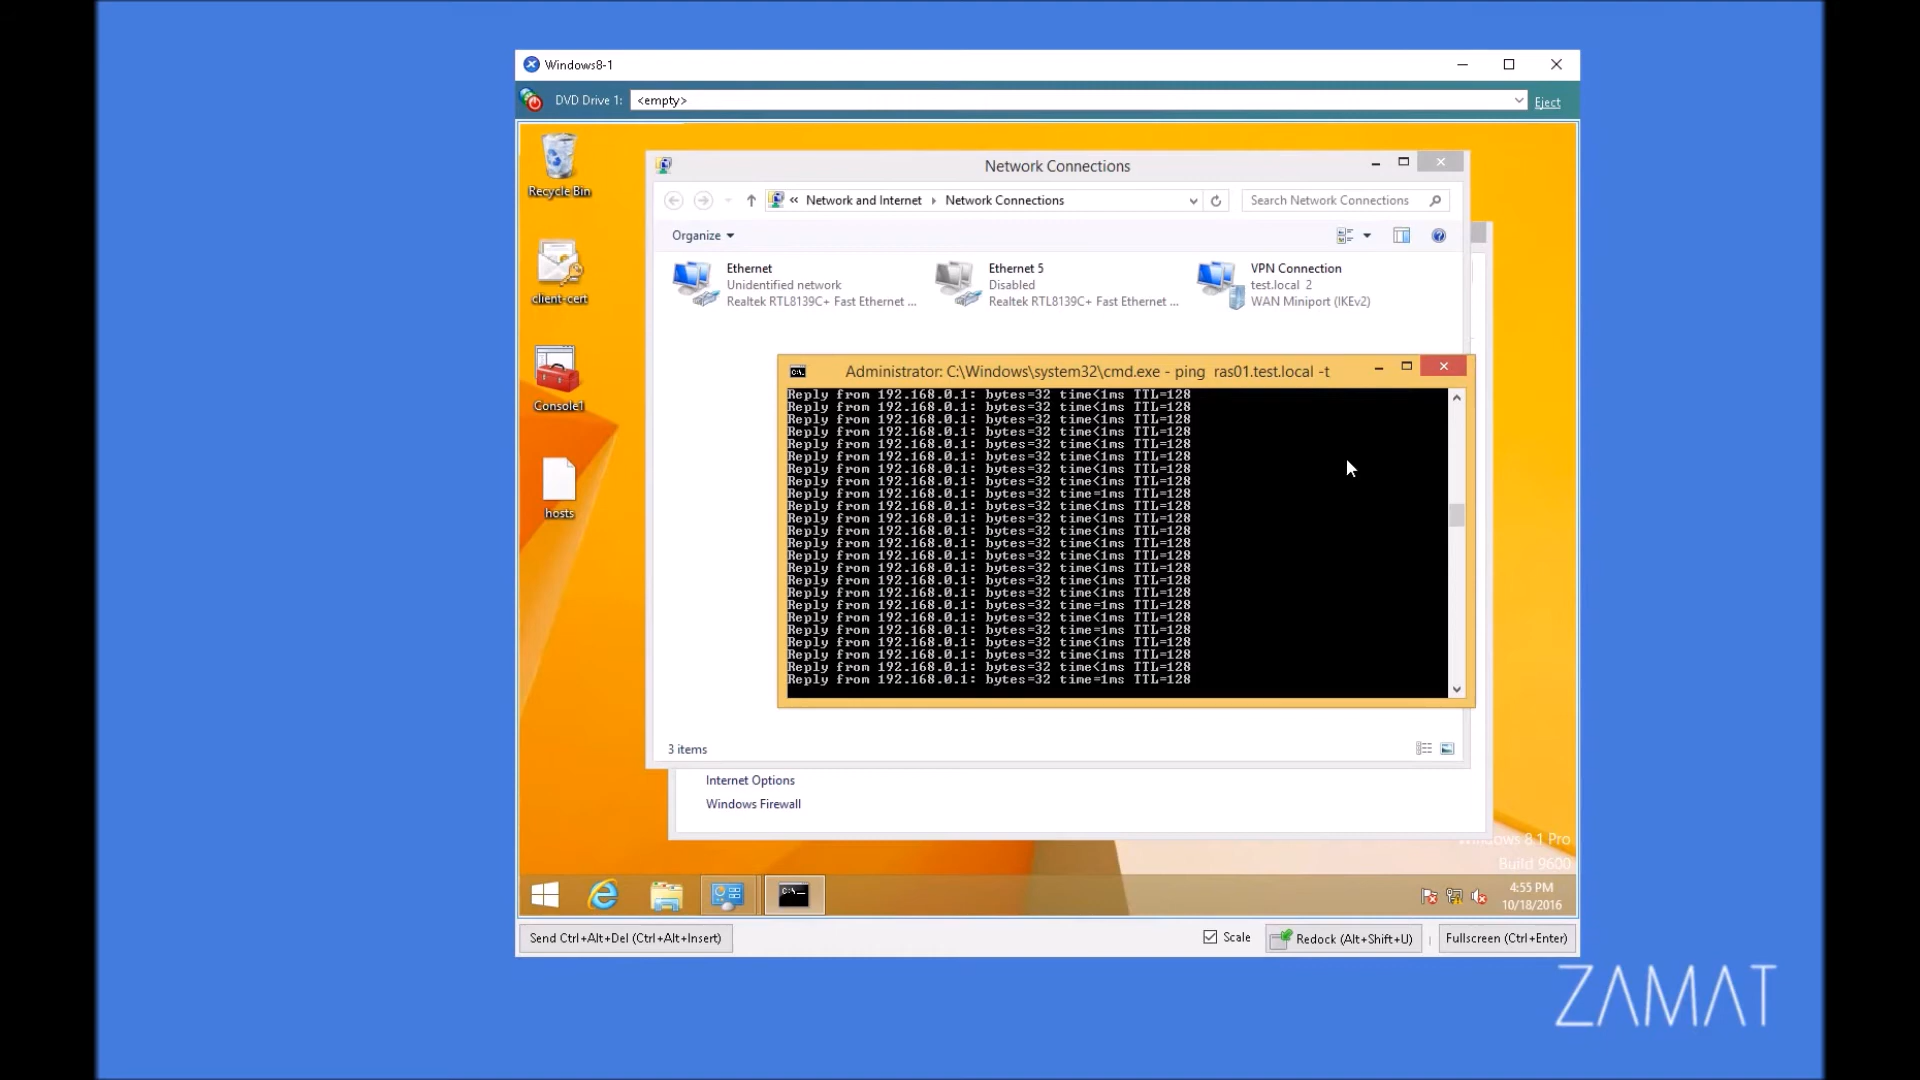 Windows8-1
DVD Drive 1: <empty> Eject
Recycle Bin
client-cert
Console1
hosts
Network Connections
« Network and Internet Network Connections Search Network Connections
Organize
Ethernet
Unidentified network
Realtek RTL8139C+ Fast Ethernet ...
Ethernet 5
Disabled
Realtek RTL8139C+ Fast Ethernet ...
VPN Connection
test.local 2
WAN Miniport (IKEv2)
Administrator: C:\Windows\system32\cmd.exe - ping ras01.test.local -t
Reply from 192.168.0.1: bytes=32 time<1ms TTL=128
Reply from 192.168.0.1: bytes=32 time<1ms TTL=128
Reply from 192.168.0.1: bytes=32 time<1ms TTL=128
Reply from 192.168.0.1: bytes=32 time<1ms TTL=128
Reply from 192.168.0.1: bytes=32 time<1ms TTL=128
Reply from 192.168.0.1: bytes=32 time<1ms TTL=128
Reply from 192.168.0.1: bytes=32 time<1ms TTL=128
Reply from 192.168.0.1: bytes=32 time<1ms TTL=128
Reply from 192.168.0.1: bytes=32 time=1ms TTL=128
Reply from 192.168.0.1: bytes=32 time<1ms TTL=128
Reply from 192.168.0.1: bytes=32 time<1ms TTL=128
Reply from 192.168.0.1: bytes=32 time<1ms TTL=128
Reply from 192.168.0.1: bytes=32 time<1ms TTL=128
Reply from 192.168.0.1: bytes=32 time<1ms TTL=128
Reply from 192.168.0.1: bytes=32 time<1ms TTL=128
Reply from 192.168.0.1: bytes=32 time<1ms TTL=128
Reply from 192.168.0.1: bytes=32 time<1ms TTL=128
Reply from 192.168.0.1: bytes=32 time=1ms TTL=128
Reply from 192.168.0.1: bytes=32 time<1ms TTL=128
Reply from 192.168.0.1: bytes=32 time=1ms TTL=128
Reply from 192.168.0.1: bytes=32 time<1ms TTL=128
Reply from 192.168.0.1: bytes=32 time<1ms TTL=128
Reply from 192.168.0.1: bytes=32 time<1ms TTL=128
Reply from 192.168.0.1: bytes=32 time=1ms TTL=128
3 items
Internet Options
Windows Firewall
Windows 8.1 Pro
Build 9600
4:55 PM
10/18/2016
Send Ctrl+Alt+Del (Ctrl+Alt+Insert) Scale Redock (Alt+Shift+U) Fullscreen (Ctrl+Enter)
ZAMAT